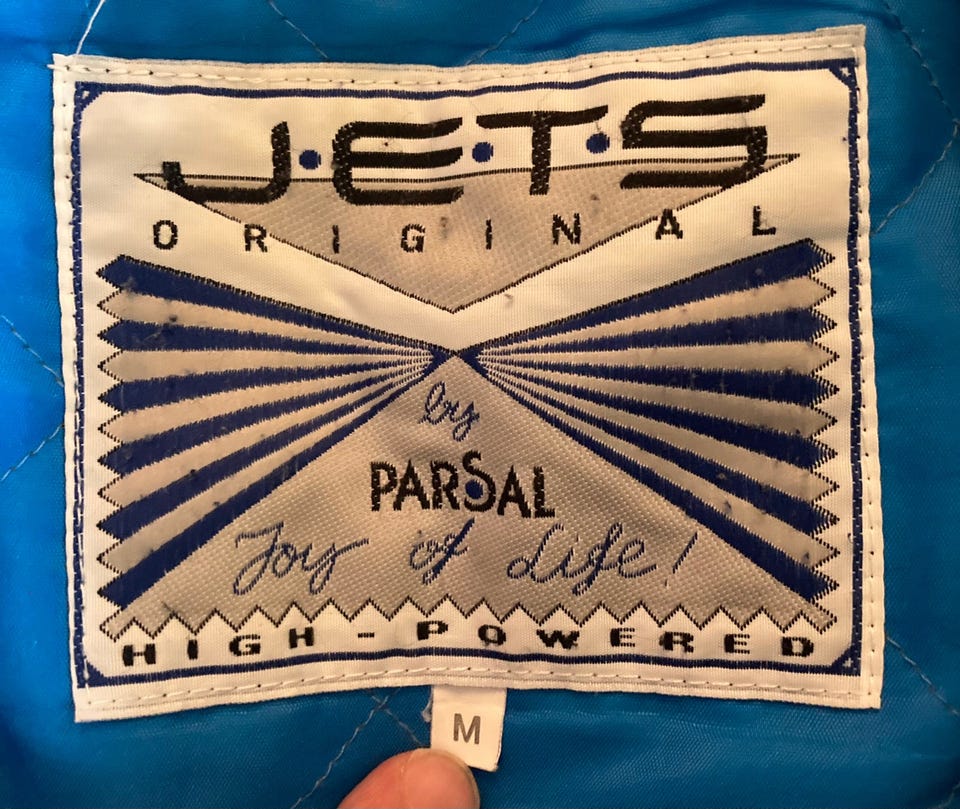 J·E·T·S
ORIGINAL
by
PARSAL
Joy of Life!
HIGH-POWERED
M